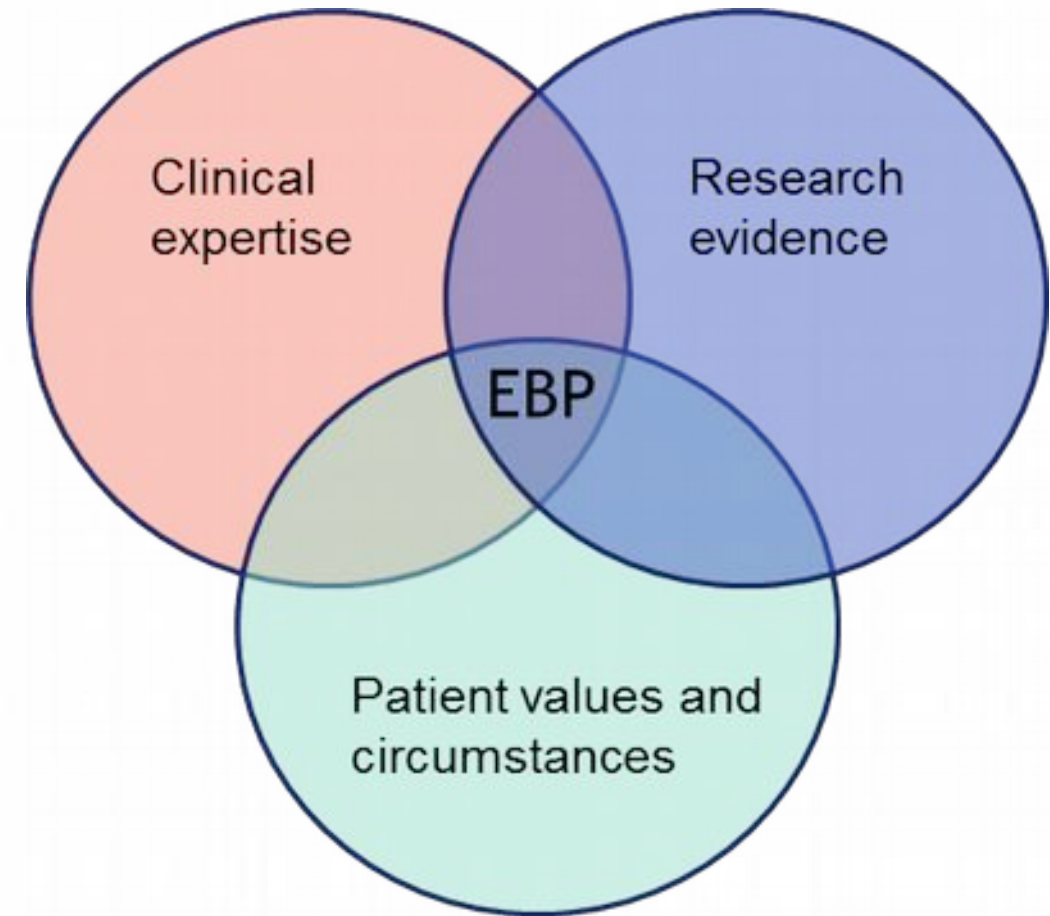 Clinical
expertise
Research
evidence
EBP
Patient values and
circumstances